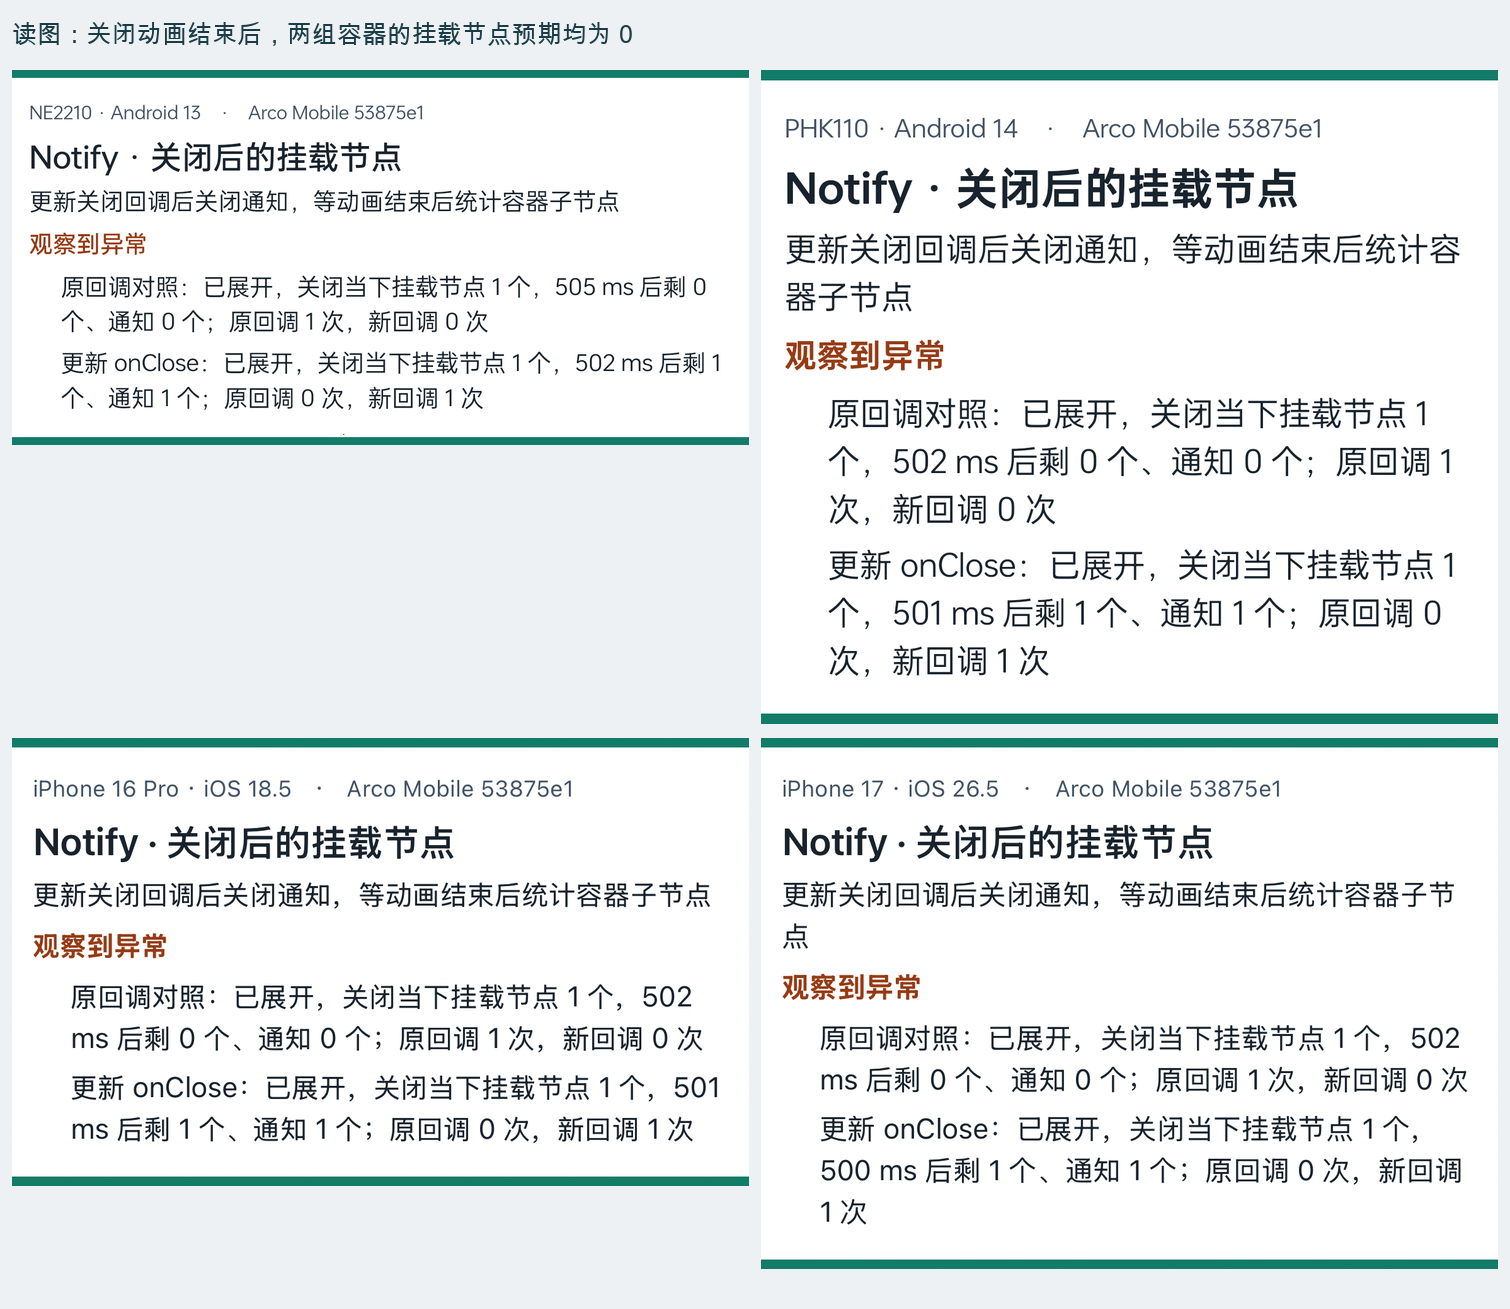 读图：关闭动画结束后，两组容器的挂载节点预期均为 0
NE2210 · Android 13 · Arco Mobile 53875e1
Notify · 关闭后的挂载节点
更新关闭回调后关闭通知，等动画结束后统计容器子节点
观察到异常
原回调对照：已展开，关闭当下挂载节点 1 个，505 ms 后剩 0
个、通知 0 个；原回调 1 次，新回调 0 次
更新 onClose：已展开，关闭当下挂载节点 1 个，502 ms 后剩 1
个、通知 1 个；原回调 0 次，新回调 1 次
PHK110 · Android 14 · Arco Mobile 53875e1
Notify · 关闭后的挂载节点
更新关闭回调后关闭通知，等动画结束后统计容
器子节点
观察到异常
原回调对照：已展开，关闭当下挂载节点 1
个，502 ms 后剩 0 个、通知 0 个；原回调 1
次，新回调 0 次
更新 onClose：已展开，关闭当下挂载节点 1
个，501 ms 后剩 1 个、通知 1 个；原回调 0
次，新回调 1 次
iPhone 16 Pro · iOS 18.5 · Arco Mobile 53875e1
Notify · 关闭后的挂载节点
更新关闭回调后关闭通知，等动画结束后统计容器子节点
观察到异常
原回调对照：已展开，关闭当下挂载节点 1 个，502
ms 后剩 0 个、通知 0 个；原回调 1 次，新回调 0 次
更新 onClose：已展开，关闭当下挂载节点 1 个，501
ms 后剩 1 个、通知 1 个；原回调 0 次，新回调 1 次
iPhone 17 · iOS 26.5 · Arco Mobile 53875e1
Notify · 关闭后的挂载节点
更新关闭回调后关闭通知，等动画结束后统计容器子节
点
观察到异常
原回调对照：已展开，关闭当下挂载节点 1 个，502
ms 后剩 0 个、通知 0 个；原回调 1 次，新回调 0 次
更新 onClose：已展开，关闭当下挂载节点 1 个，
500 ms 后剩 1 个、通知 1 个；原回调 0 次，新回调
1 次